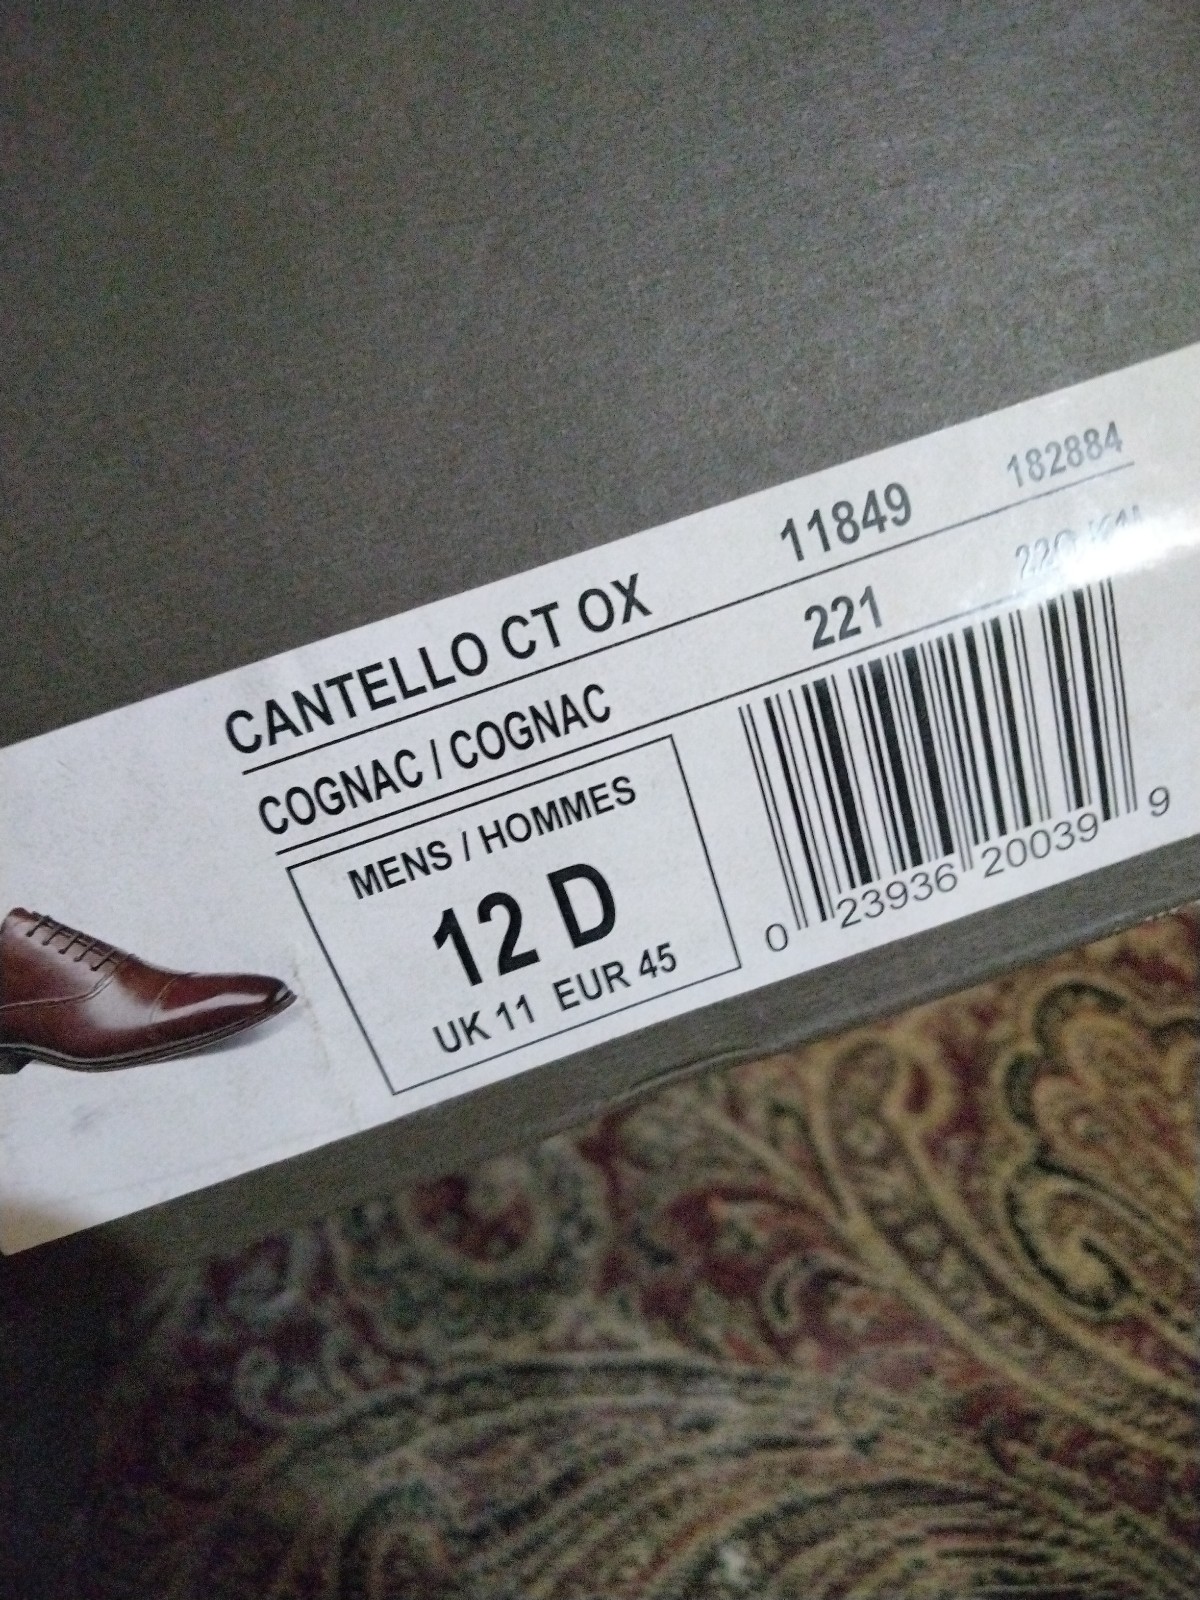 CANTELLO CT OX 11849 182884
COGNAC / COGNAC 221
MENS / HOMMES
12 D
UK 11 EUR 45
0 23936 20039 9